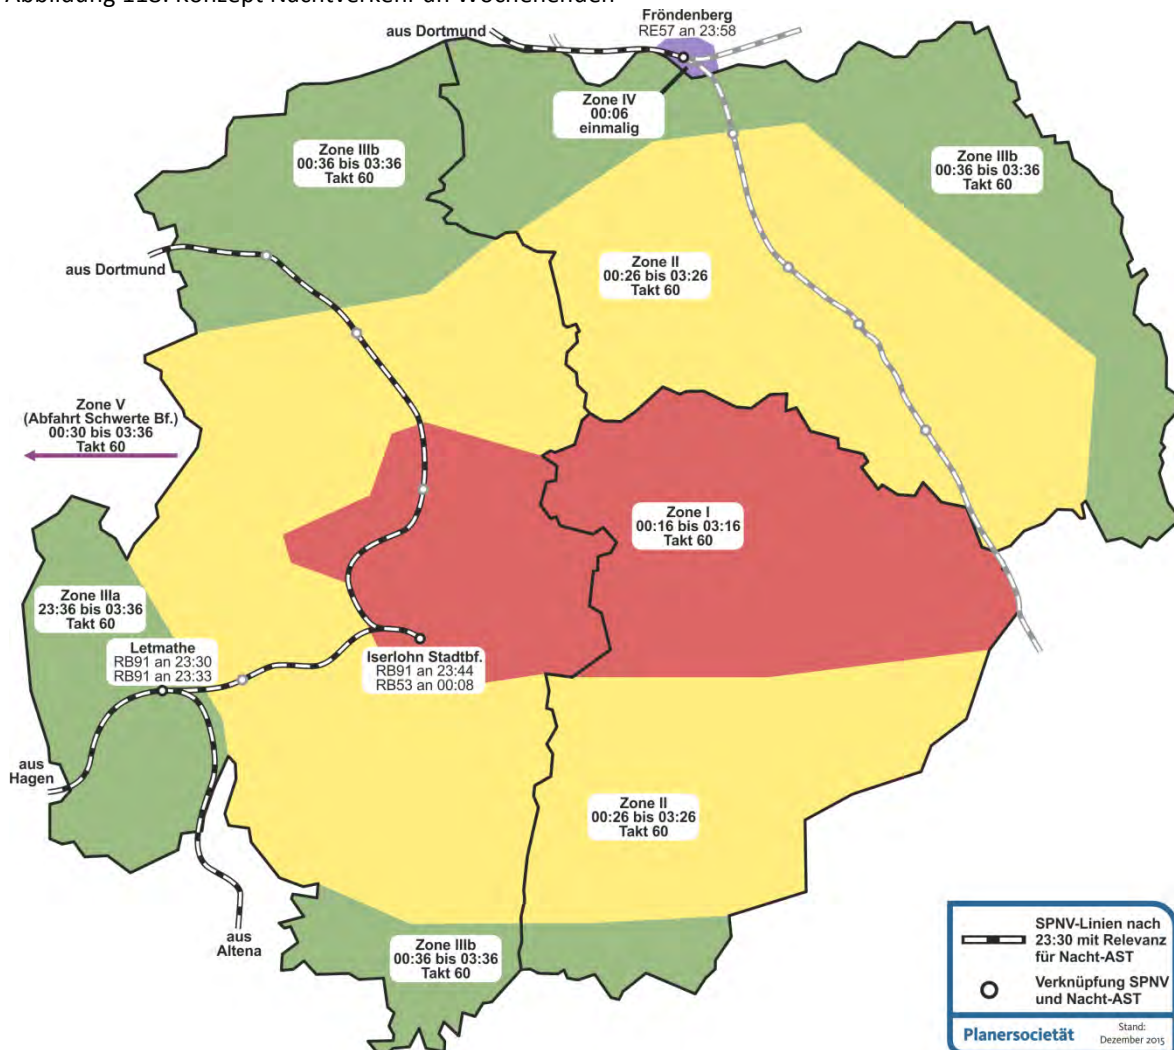 Abbildung 118: Konzept Nachtverkehr an Wochenenden
Fröndenberg
RE57 an 23:58
aus Dortmund
Zone IV
00:06
einmalig
Zone IIIb
00:36 bis 03:36
Takt 60
Zone IIIb
00:36 bis 03:36
Takt 60
aus Dortmund
Zone II
00:26 bis 03:26
Takt 60
Zone V
(Abfahrt Schwerte Bf.)
00:30 bis 03:36
Takt 60
Zone I
00:16 bis 03:16
Takt 60
Zone IIIa
23:36 bis 03:36
Takt 60
Letmathe
RB91 an 23:30
RB91 an 23:33
Iserlohn Stadtbf.
RB91 an 23:44
RB53 an 00:08
aus
Hagen
Zone II
00:26 bis 03:26
Takt 60
aus
Altena
Zone IIIb
00:36 bis 03:36
Takt 60
SPNV-Linien nach
23:30 mit Relevanz
für Nacht-AST
Verknüpfung SPNV
und Nacht-AST
Planersocietät
Stand:
Dezember 2015